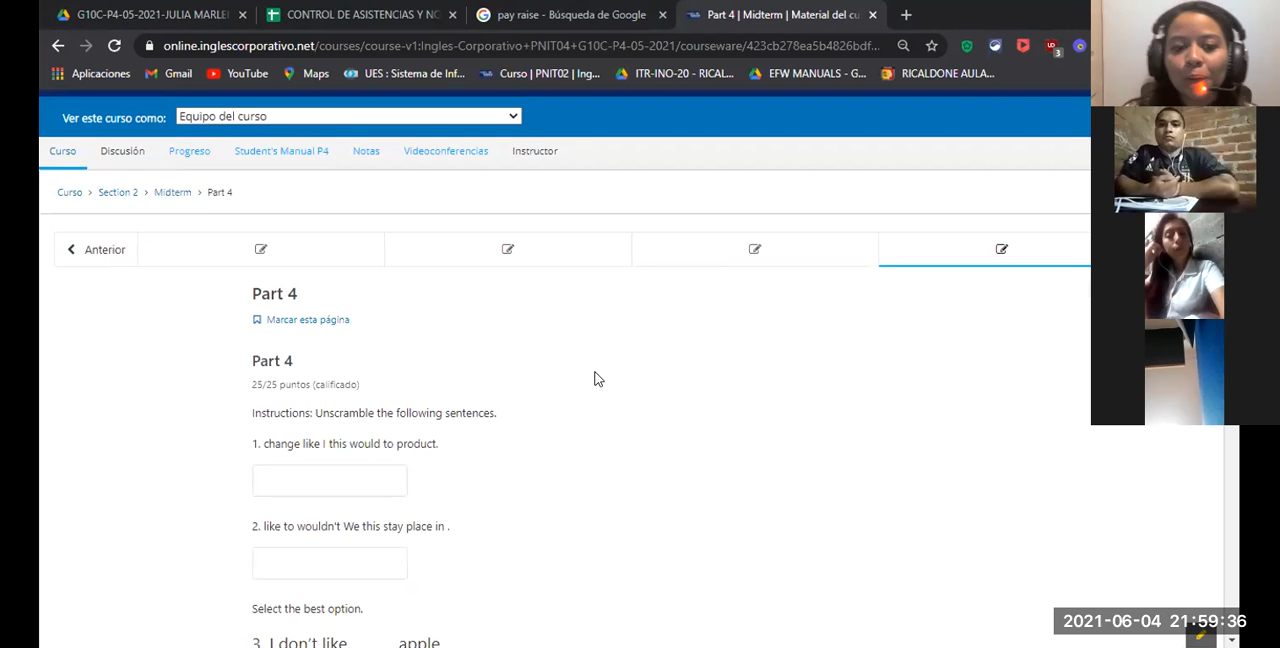 G10C-P4-05-2021-JULIA MARLE
CONTROL DE ASISTENCIAS Y NO
pay raise - Búsqueda de Google
Part 4 | Midterm | Material del cu
online.inglescorporativo.net/courses/course-v1:Ingles-Corporativo+PNIT04+G10C-P4-05-2021/courseware/423cb278ea5b4826bdf...
3
Aplicaciones
Gmail
YouTube
Maps
UES : Sistema de Inf...
Curso | PNIT02 | Ing...
ITR-INO-20 - RICAL...
EFW MANUALS - G...
RICALDONE AULA...
Ver este curso como:
Equipo del curso
Curso
Discusión
Progreso
Student's Manual P4
Notas
Videoconferencias
Instructor
Curso > Section 2 > Midterm > Part 4
Anterior
Part 4
Marcar esta página
Part 4
25/25 puntos (calificado)
Instructions: Unscramble the following sentences.
1. change like I this would to product.
2. like to wouldn't We this stay place in .
Select the best option.
3. I don't like ____ apple
2021-06-04 21:59:36